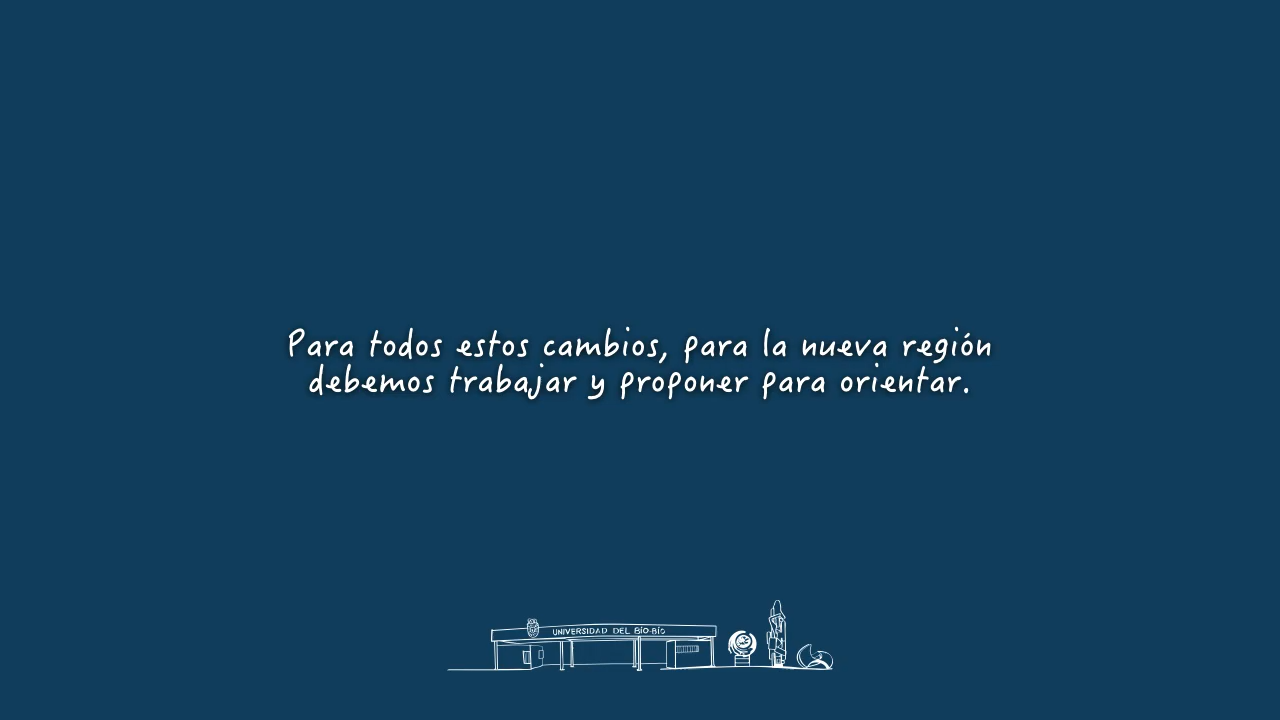 Para todos estos cambios, para la nueva región
debemos trabajar y proponer para orientar.
UNIVERSIDAD DEL BÍO-BÍO